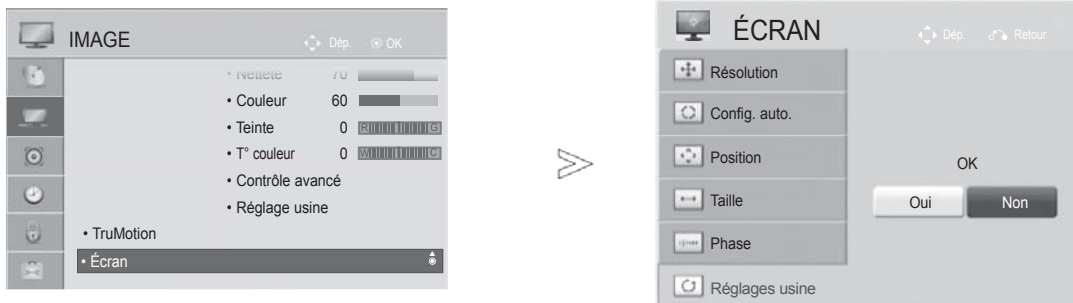 IMAGE
Dép. OK
• Netteté 70
• Couleur 60
• Teinte 0 R G
• T° couleur 0 W C
• Contrôle avancé
• Réglage usine
• TruMotion
• Écran
ÉCRAN
Dép. Retour
Résolution
Config. auto.
Position
Taille
Phase
Réglages usine
OK
Oui Non